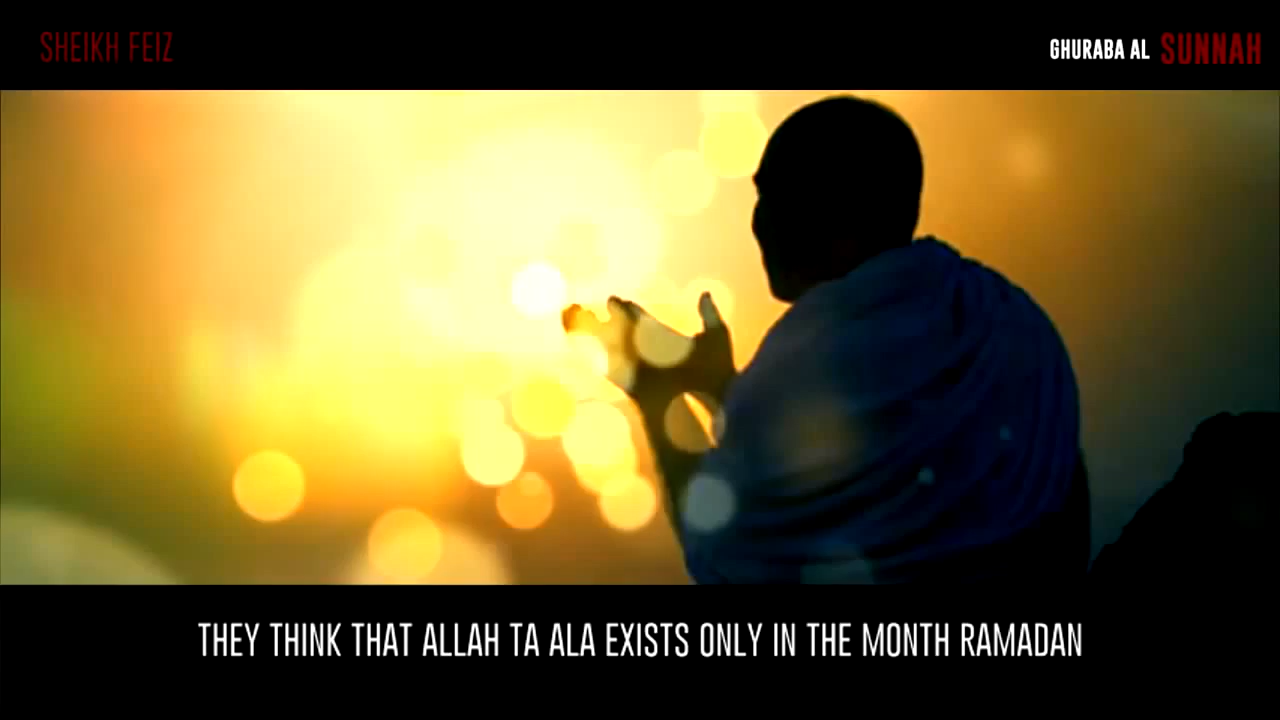 SHEIKH FEIZ
GHURABA AL SUNNAH
THEY THINK THAT ALLAH TA ALA EXISTS ONLY IN THE MONTH RAMADAN